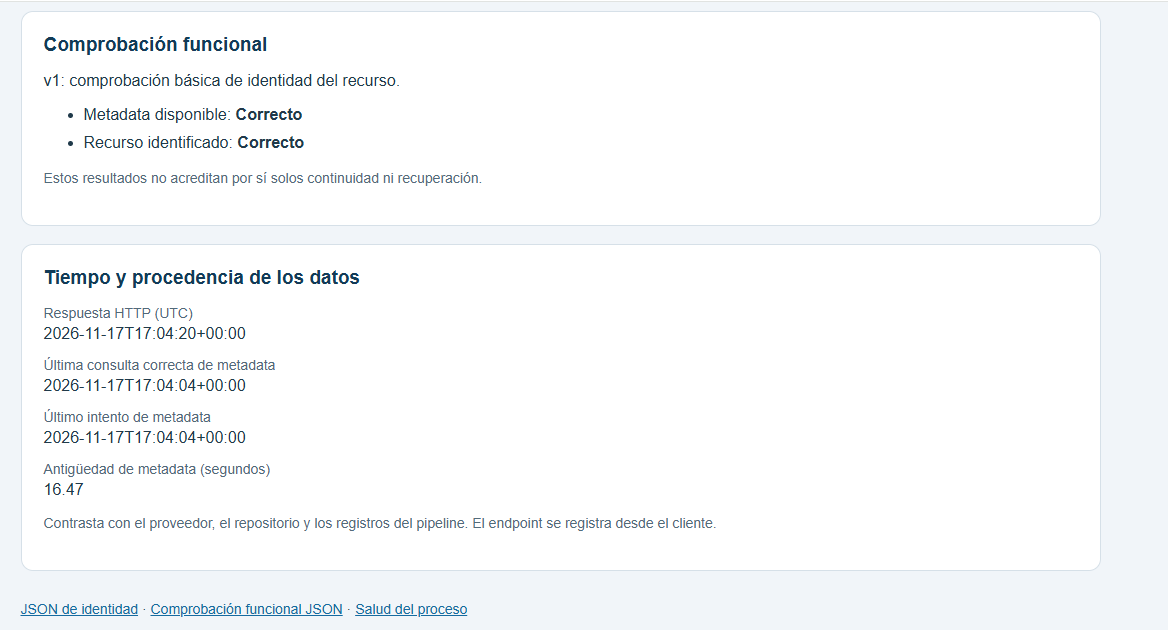 Comprobación funcional
v1: comprobación básica de identidad del recurso.
• Metadata disponible: Correcto
• Recurso identificado: Correcto
Estos resultados no acreditan por sí solos continuidad ni recuperación.
Tiempo y procedencia de los datos
Respuesta HTTP (UTC)
2026-11-17T17:04:20+00:00
Última consulta correcta de metadata
2026-11-17T17:04:04+00:00
Último intento de metadata
2026-11-17T17:04:04+00:00
Antigüedad de metadata (segundos)
16.47
Contrasta con el proveedor, el repositorio y los registros del pipeline. El endpoint se registra desde el cliente.
JSON de identidad · Comprobación funcional JSON · Salud del proceso